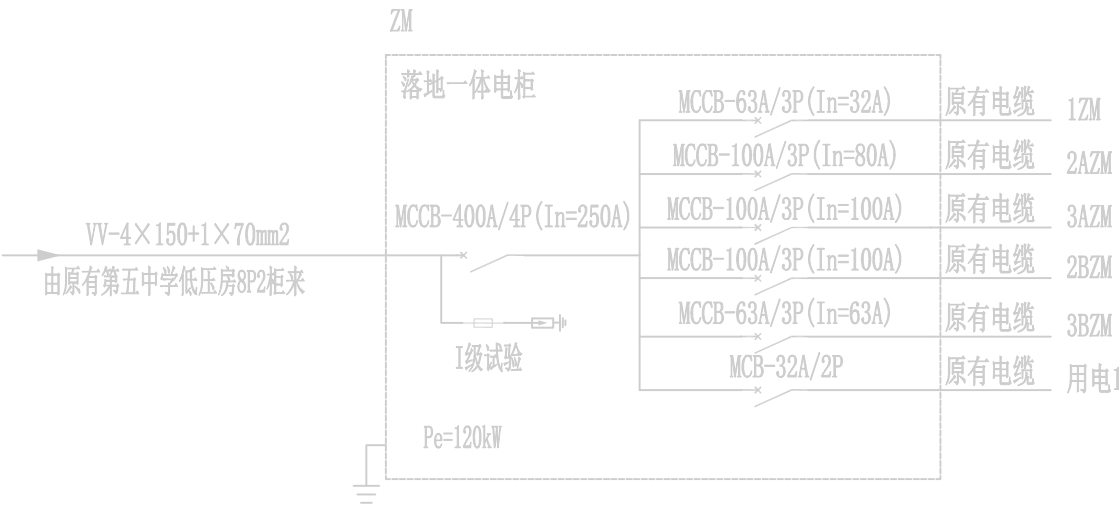 ZM
落地一体电柜
MCCB-63A/3P(In=32A)
原有电缆
1ZM
MCCB-100A/3P(In=80A)
原有电缆
2AZM
MCCB-400A/4P(In=250A)
MCCB-100A/3P(In=100A)
原有电缆
3AZM
VV-4×150+1×70mm2
由原有第五中学低压房8P2柜来
MCCB-100A/3P(In=100A)
原有电缆
2BZM
MCCB-63A/3P(In=63A)
原有电缆
3BZM
I级试验
MCB-32A/2P
原有电缆
用电1
Pe=120kW